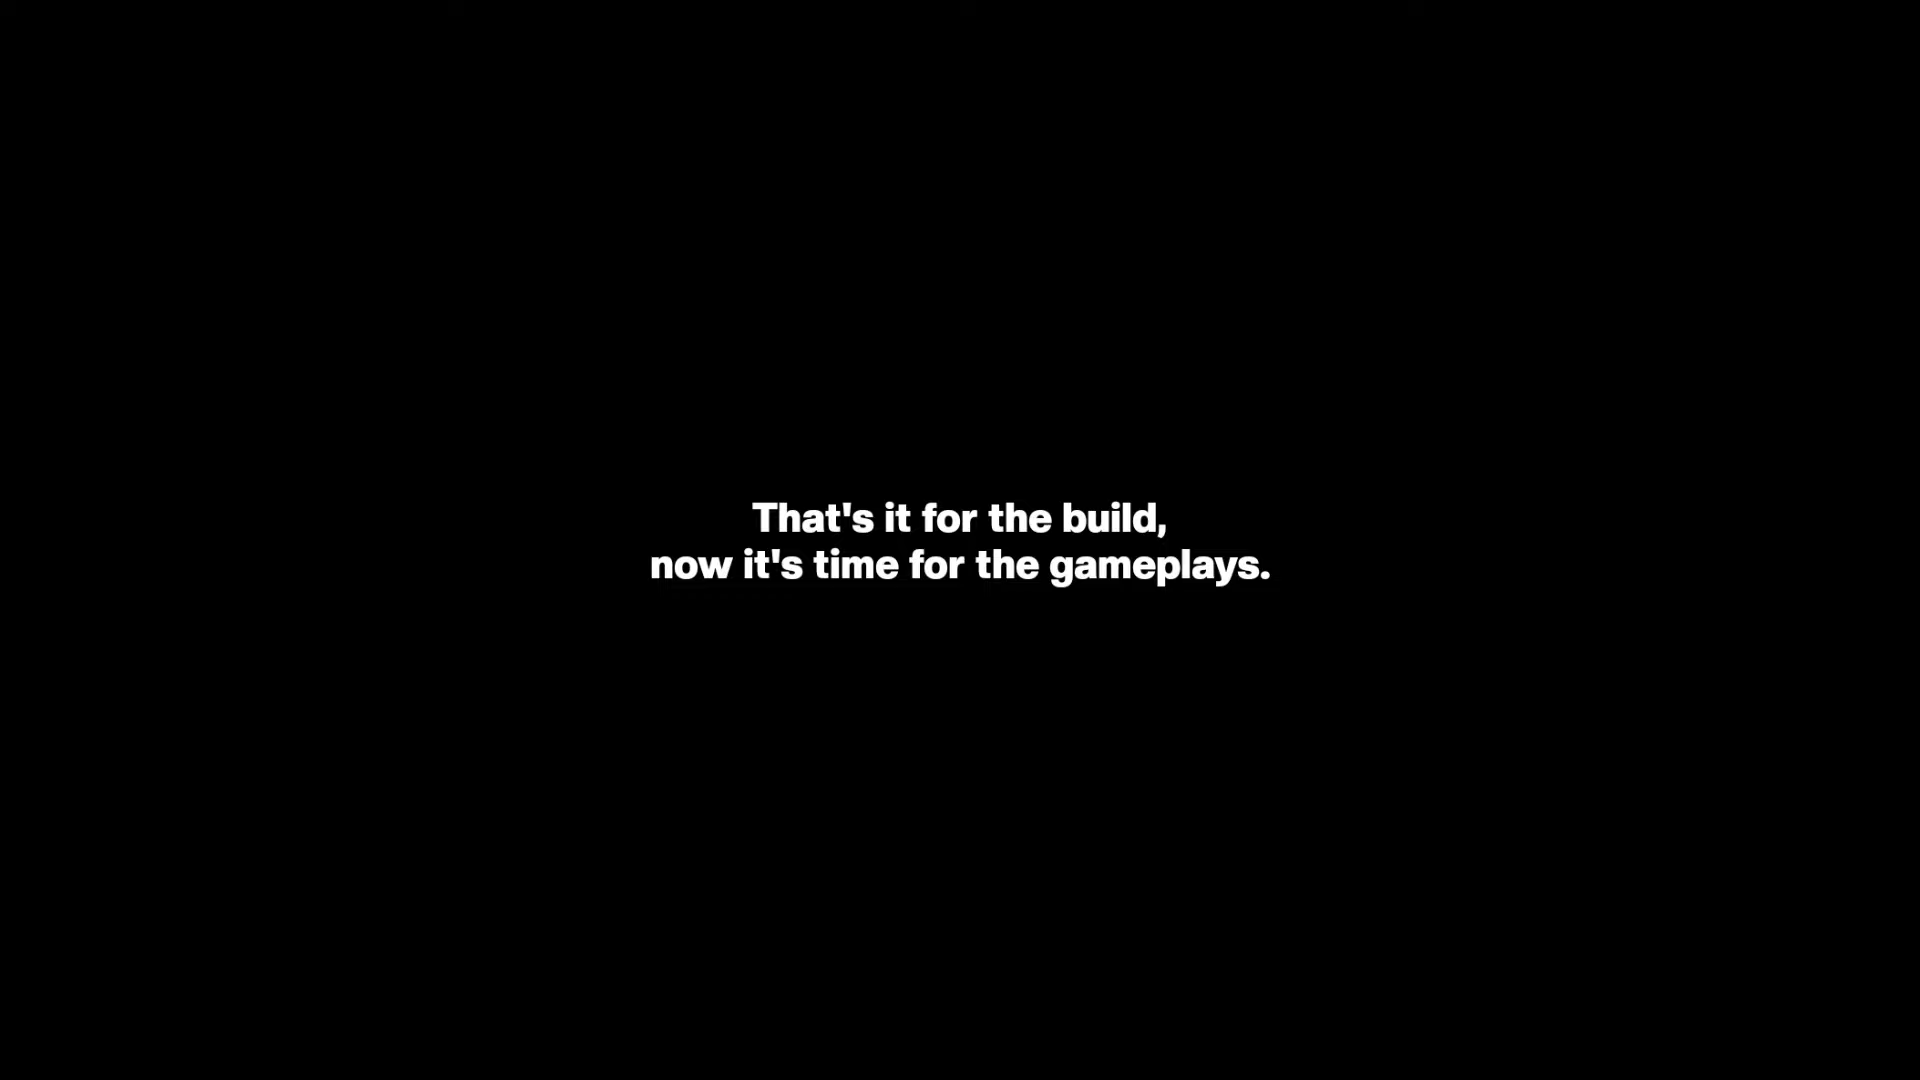 That's it for the build,
now it's time for the gameplays.